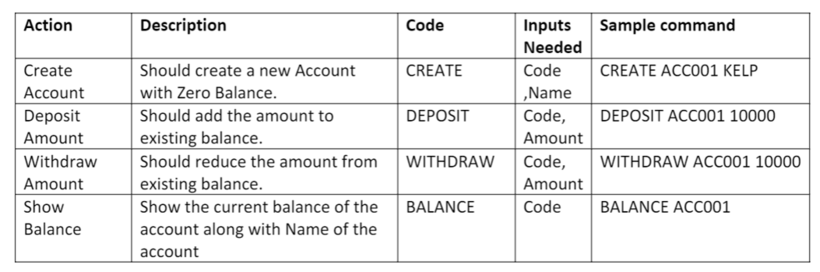 Action Description Code Inputs Needed Sample command
Create Account Should create a new Account with Zero Balance. CREATE Code ,Name CREATE ACC001 KELP
Deposit Amount Should add the amount to existing balance. DEPOSIT Code, Amount DEPOSIT ACC001 10000
Withdraw Amount Should reduce the amount from existing balance. WITHDRAW Code, Amount WITHDRAW ACC001 10000
Show Balance Show the current balance of the account along with Name of the account BALANCE Code BALANCE ACC001